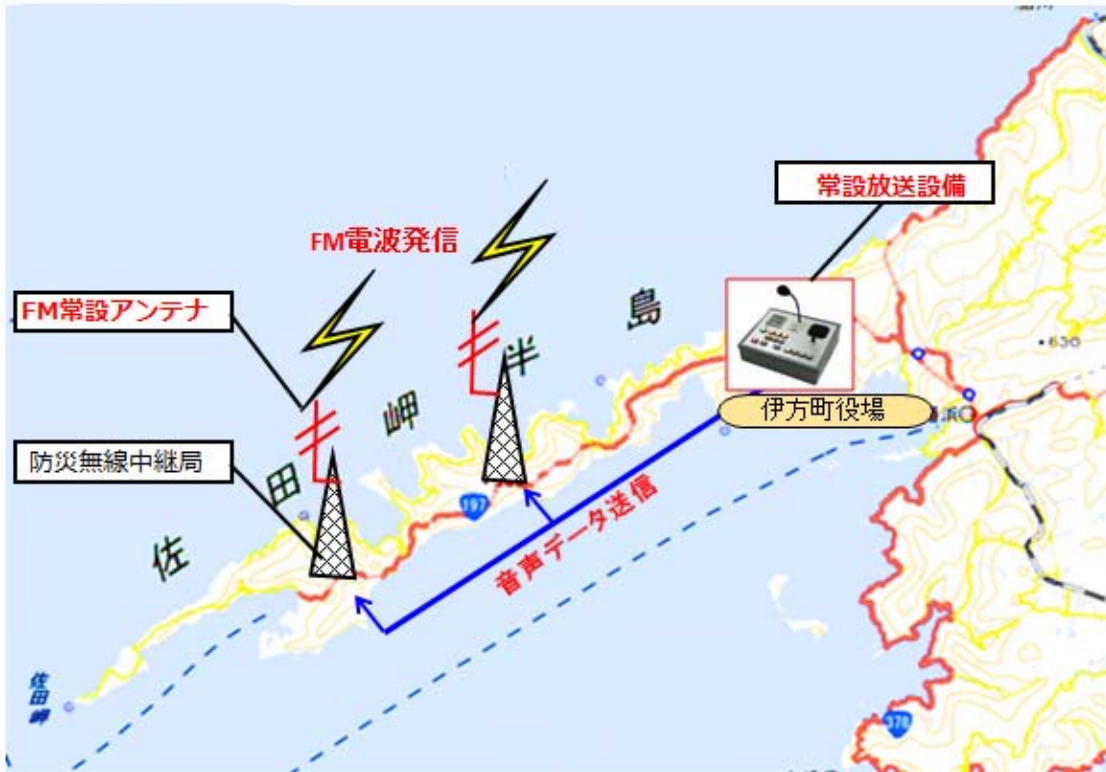 常設放送設備
FM電波発信
FM常設アンテナ
防災無線中継局
佐田岬半島
伊方町役場
浜
630
197
音声データ送信
佐田岬
378